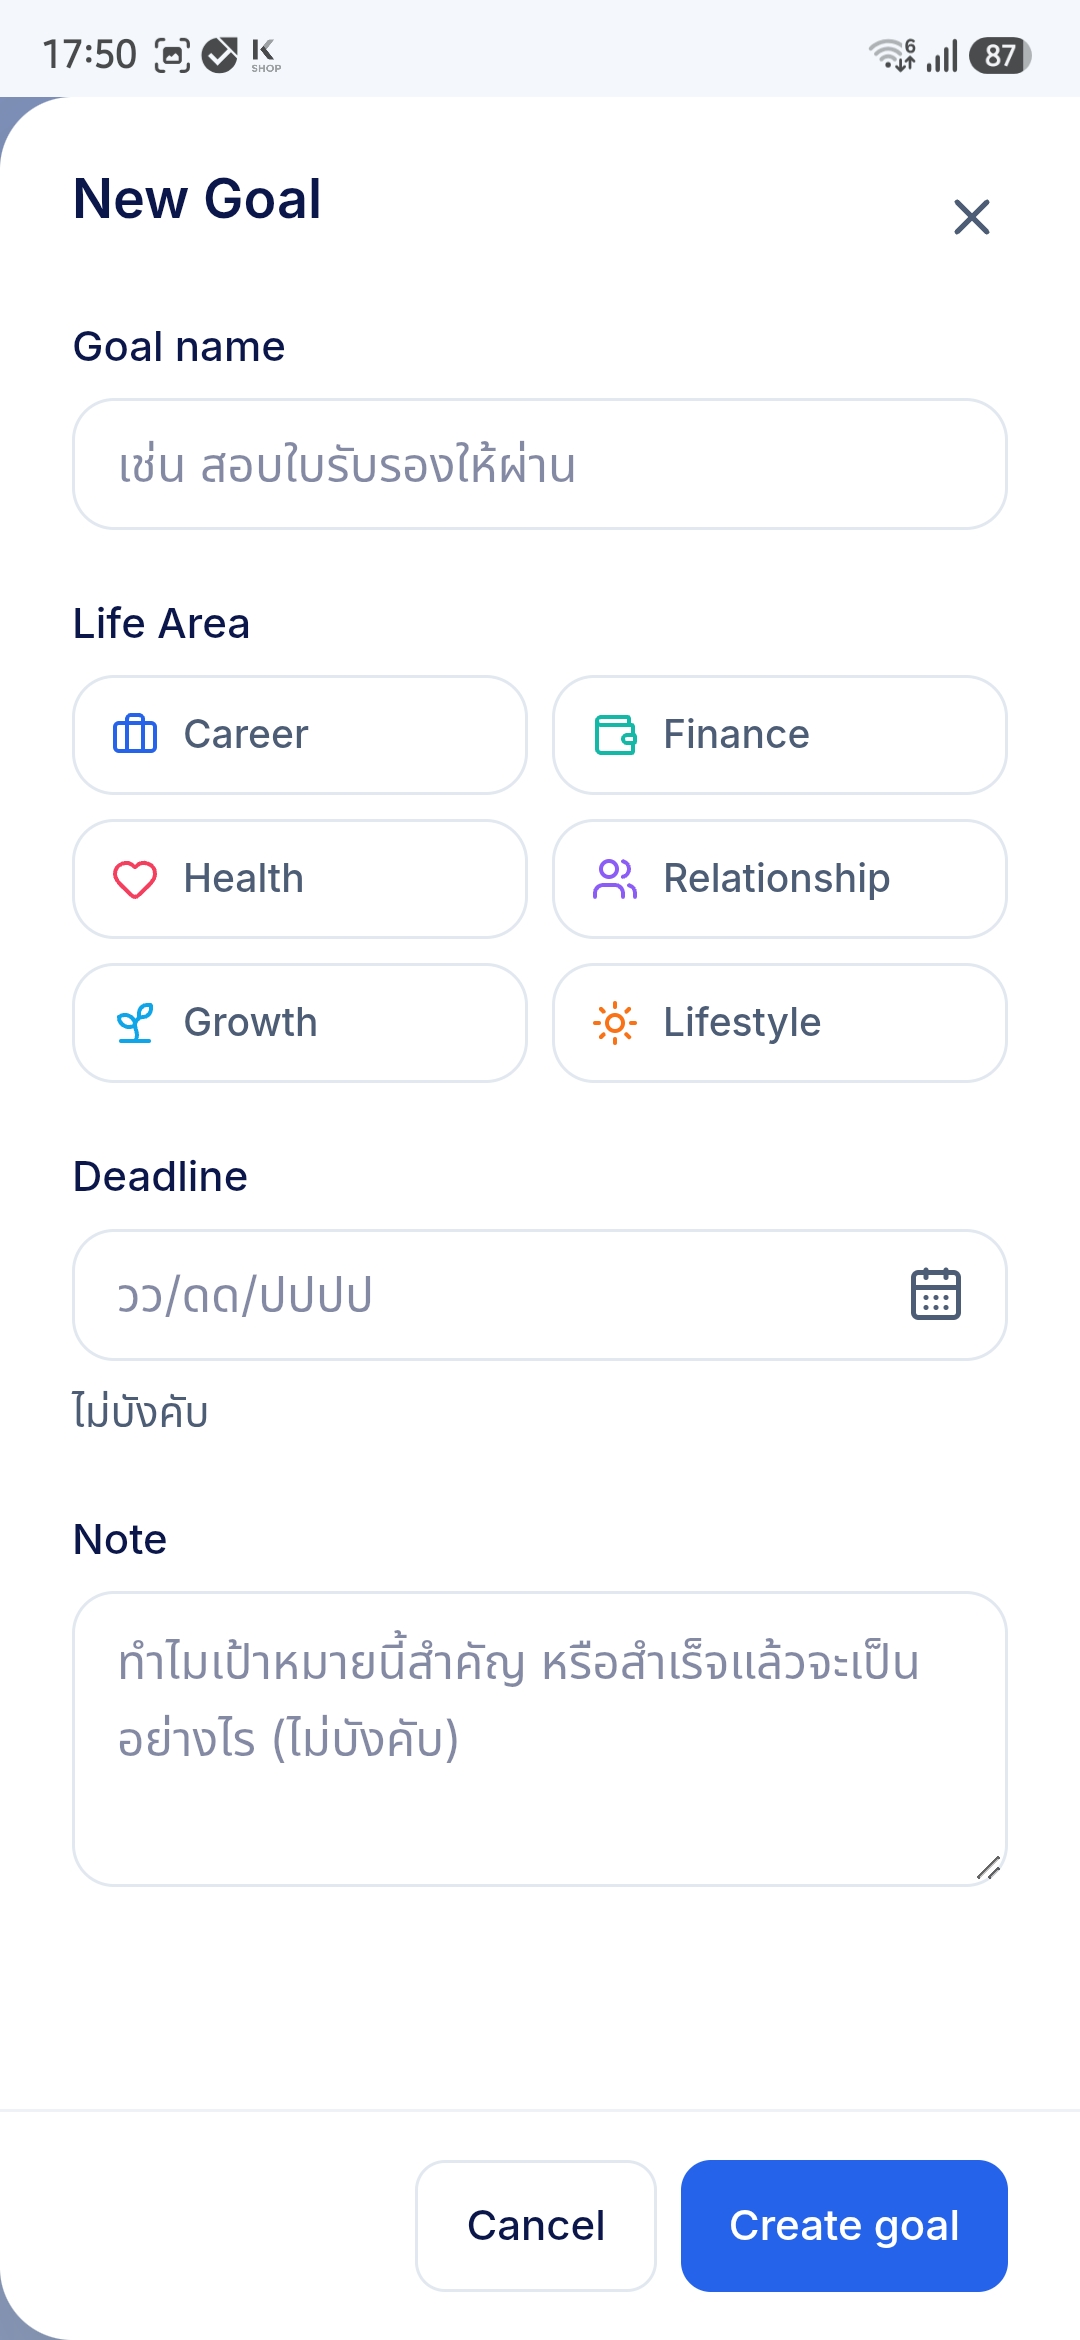 17:50
K
SHOP
6
87
New Goal
Goal name
เช่น สอบใบรับรองให้ผ่าน
Life Area
Career
Finance
Health
Relationship
Growth
Lifestyle
Deadline
วว/ดด/ปปปป
ไม่บังคับ
Note
ทำไมเป้าหมายนี้สำคัญ หรือสำเร็จแล้วจะเป็น
อย่างไร (ไม่บังคับ)
Cancel
Create goal